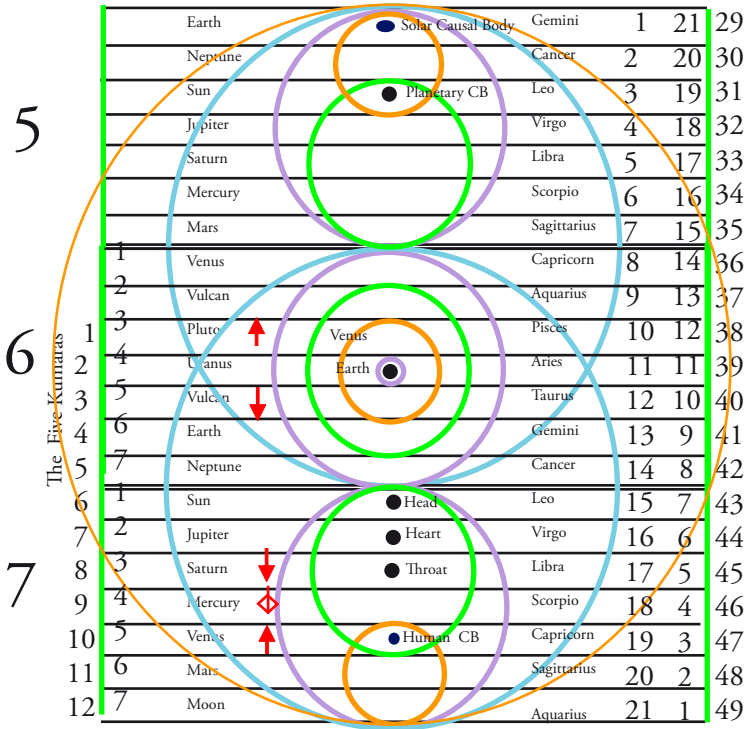 Earth Solar Causal Body Gemini 1 21 29
Neptune Cancer 2 20 30
Sun Planetary CB Leo 3 19 31
5 Jupiter Virgo 4 18 32
Saturn Libra 5 17 33
Mercury Scorpio 6 16 34
Mars Sagittarius 7 15 35
1 Venus Capricorn 8 14 36
2 Vulcan Aquarius 9 13 37
1 3 Pluto Venus Pisces 10 12 38
6 2 4 Uranus Earth Aries 11 11 39
3 5 Vulcan Taurus 12 10 40
4 6 Earth Gemini 13 9 41
5 7 Neptune Cancer 14 8 42
The Five Kumaras
6 1 Sun Head Leo 15 7 43
7 2 Jupiter Heart Virgo 16 6 44
7 8 3 Saturn Throat Libra 17 5 45
9 4 Mercury Scorpio 18 4 46
10 5 Venus Human CB Capricorn 19 3 47
11 6 Mars Sagittarius 20 2 48
12 7 Moon Aquarius 21 1 49